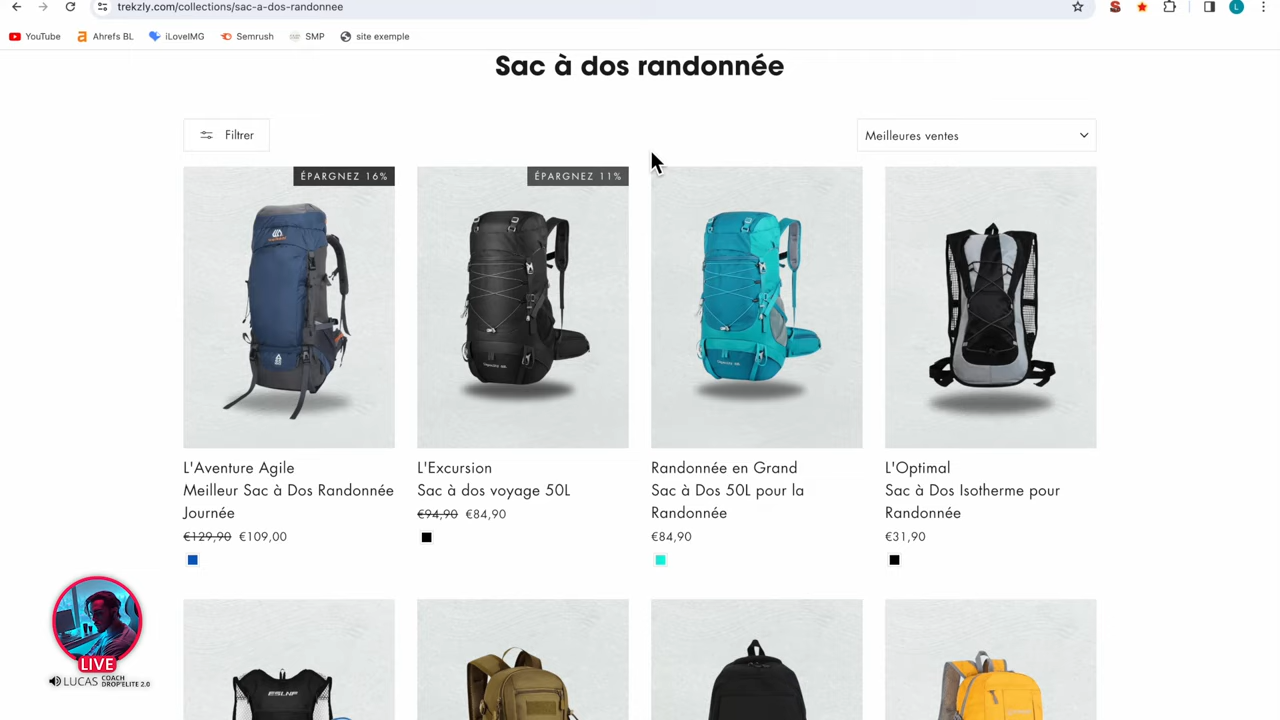 trekzly.com/collections/sac-a-dos-randonnee
YouTube
Ahrefs BL
iLoveIMG
Semrush
SMP
site exemple
L
Sac à dos randonnée
Filtrer
Meilleures ventes
ÉPARGNEZ 16%
ÉPARGNEZ 11%
L'Aventure Agile
Meilleur Sac à Dos Randonnée
Journée
€129,90 €109,00
L'Excursion
Sac à dos voyage 50L
€94,90 €84,90
Randonnée en Grand
Sac à Dos 50L pour la
Randonnée
€84,90
L'Optimal
Sac à Dos Isotherme pour
Randonnée
€31,90
ESLNF
LIVE
LUCAS COACH
DROP'ELITE 2.0